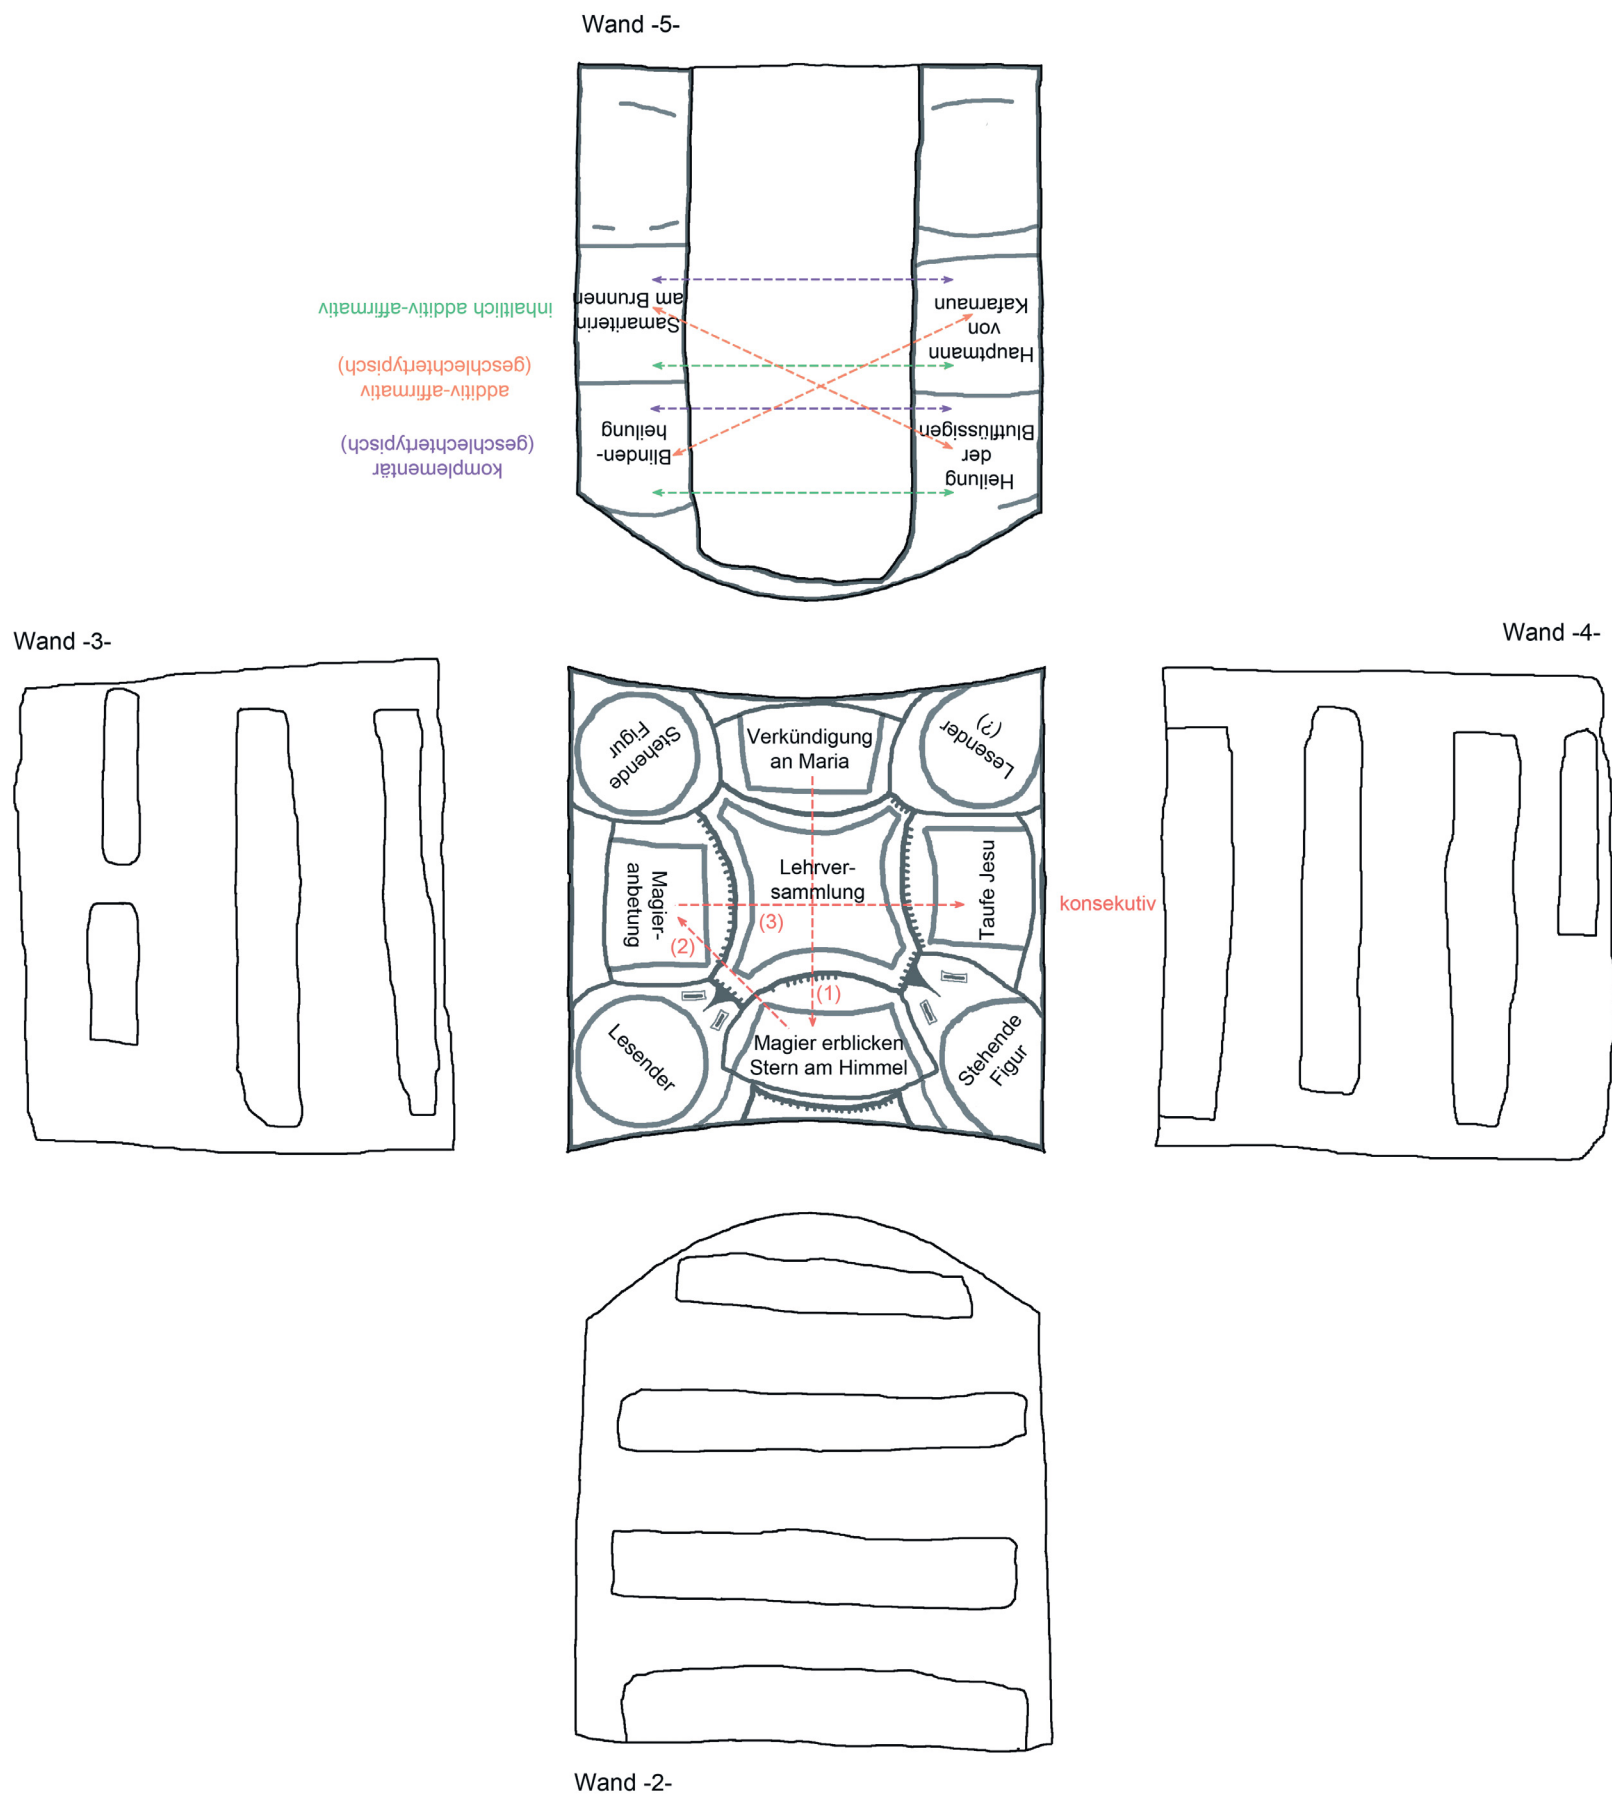 Wand -5-
inhaltlich additiv-affirmativ
additiv-affirmativ
(geschlechtertypisch)
komplementär
(geschlechtertypisch)
Samariterin
am Brunnen
Blinden-
heilung
Hauptmann
von
Kafarnaun
Heilung
der
Blutflüssigen
Wand -3-
Wand -4-
Stehende
Figur
Verkündigung
an Maria
Lesender
(?)
Magier-
anbetung
Lehrver-
sammlung
Taufe Jesu
konsekutiv
(3)
(2)
(1)
Lesender
Magier erblicken
Stern am Himmel
Stehende
Figur
Wand -2-